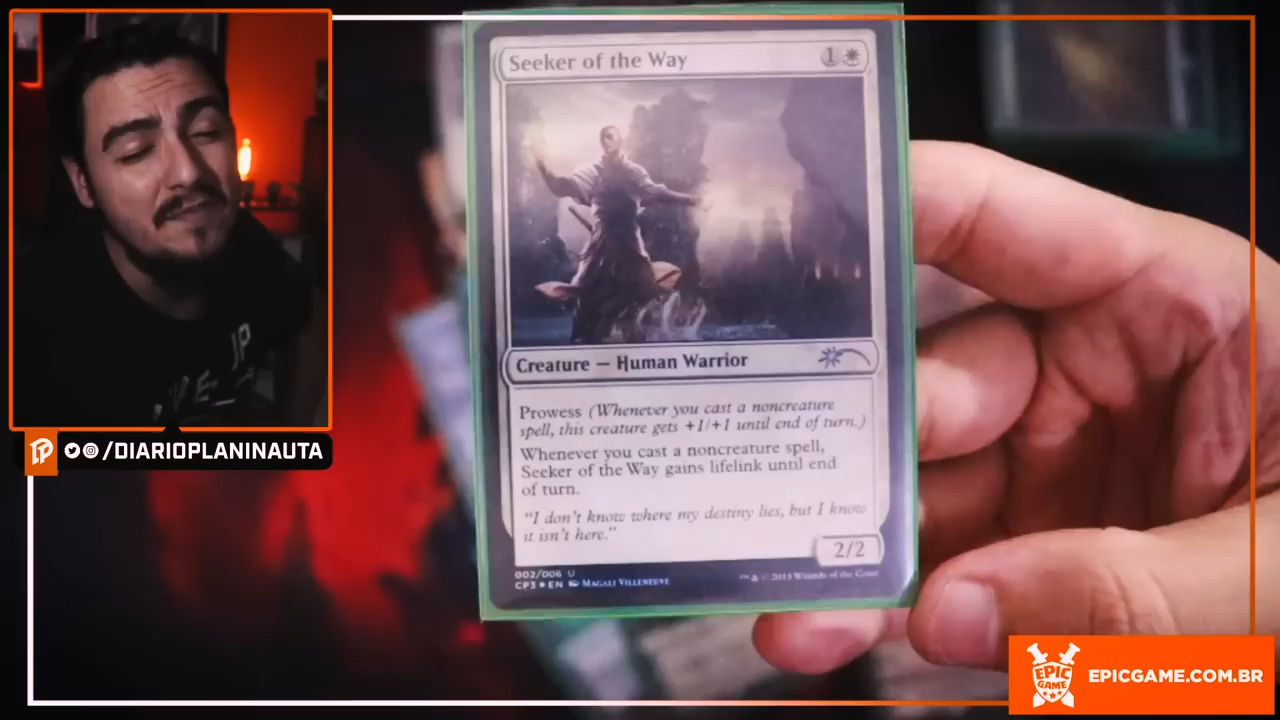 Seeker of the Way 1
Creature — Human Warrior
Prowess (Whenever you cast a noncreature
spell, this creature gets +1/+1 until end of turn.)
Whenever you cast a noncreature spell,
Seeker of the Way gains lifelink until end
of turn.
"I don't know where my destiny lies, but I know
it isn't here."
2/2
002/006 U
CP3 ★ EN Magali Villeneuve
™ & © 2015 Wizards of the Coast
/DIARIOPLANINAUTA
EPIC
GAME
EPICGAME.COM.BR